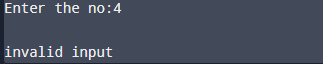 Enter the no:4
invalid input